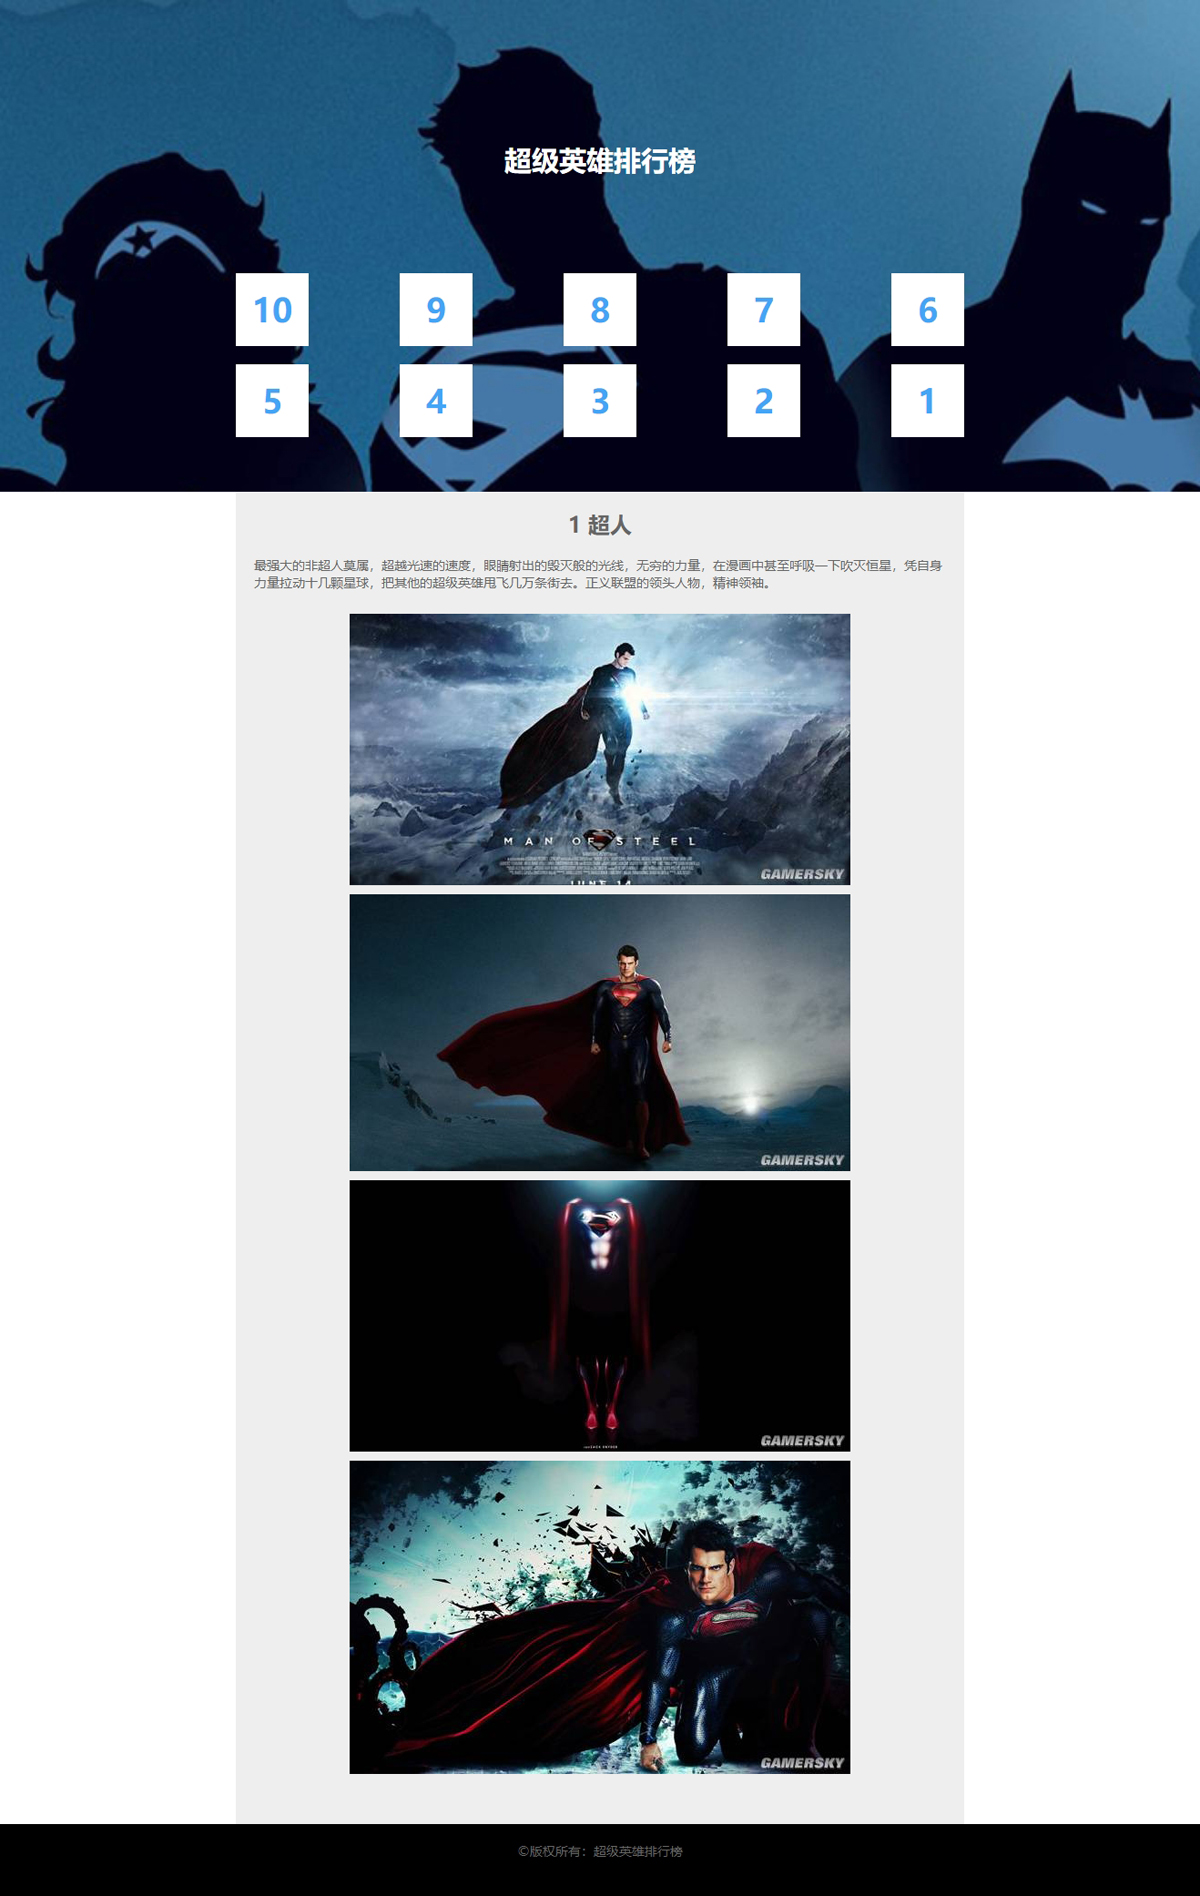 超级英雄排行榜
10 9 8 7 6
5 4 3 2 1
1 超人
最强大的非超人莫属，超越光速的速度，眼睛射出的毁灭般的光线，无穷的力量，在漫画中甚至呼吸一下吹灭恒星，凭自身
力量拉动十几颗星球，把其他的超级英雄甩飞几万条街去。正义联盟的领头人物，精神领袖。
MAN OF STEEL
JUNE 14
GAMERSKY
GAMERSKY
GAMERSKY
GAMERSKY
©版权所有：超级英雄排行榜